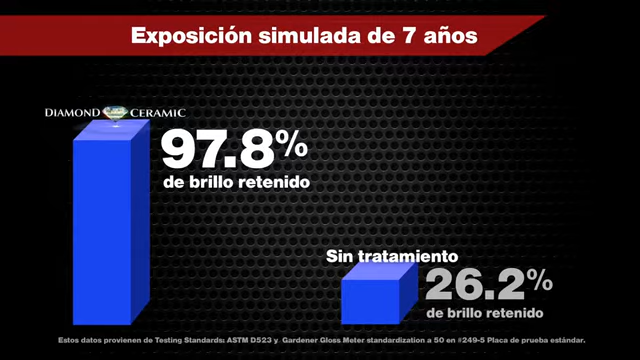 Exposición simulada de 7 años
DIAMOND CERAMIC
97.8%
de brillo retenido
Sin tratamiento
26.2%
de brillo retenido
Estos datos provienen de Testing Standards: ASTM D523 y Gardener Gloss Meter standardization a 50 en #249-5 Placa de prueba estándar.